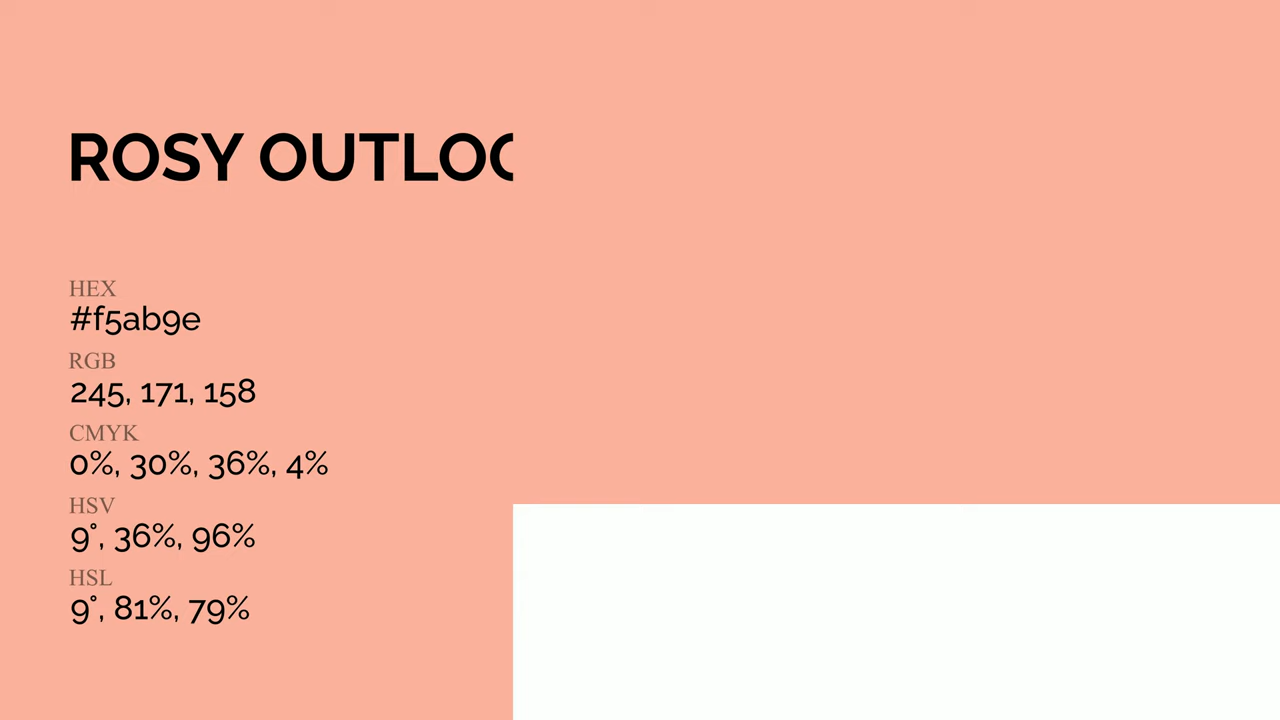 ROSY OUTLOO
HEX
#f5ab9e
RGB
245, 171, 158
CMYK
0%, 30%, 36%, 4%
HSV
9°, 36%, 96%
HSL
9°, 81%, 79%